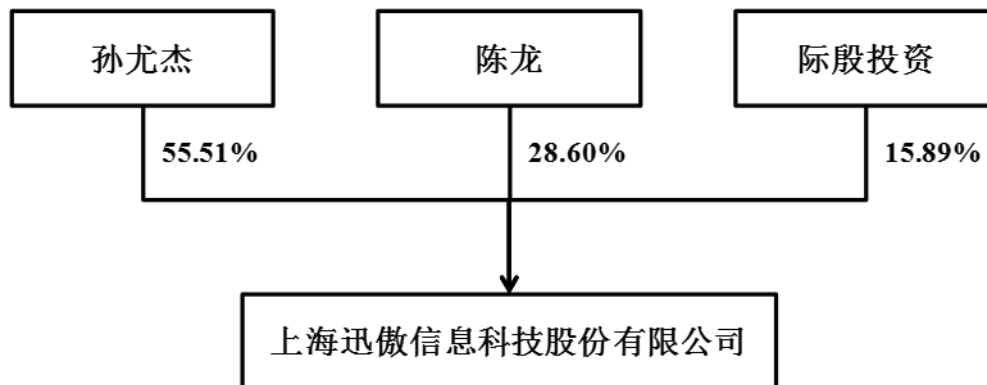 孙尤杰
陈龙
际殷投资
55.51%
28.60%
15.89%
上海迅傲信息科技股份有限公司